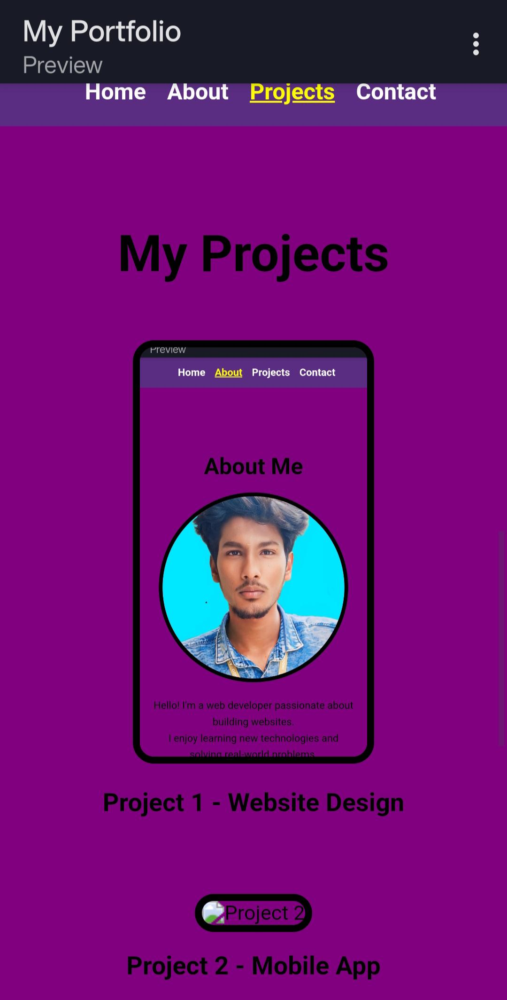 My Portfolio
Preview
Home About Projects Contact
My Projects
Preview
Home About Projects Contact
About Me
Hello! I'm a web developer passionate about
building websites.
I enjoy learning new technologies and
solving real-world problems
Project 1 - Website Design
Project 2
Project 2 - Mobile App